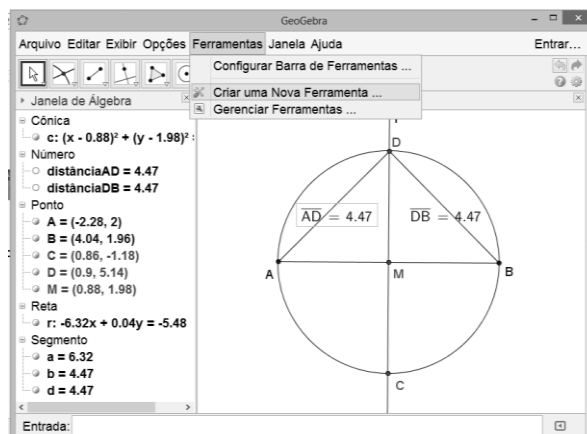 GeoGebra
Arquivo Editar Exibir Opções Ferramentas Janela Ajuda Entrar...
Configurar Barra de Ferramentas ...
Criar uma Nova Ferramenta ...
Gerenciar Ferramentas ...
Janela de Álgebra
Cônica
c: (x - 0.88)² + (y - 1.98)²
Número
distânciaAD = 4.47
distânciaDB = 4.47
Ponto
A = (-2.28, 2)
B = (4.04, 1.96)
C = (0.86, -1.18)
D = (0.9, 5.14)
M = (0.88, 1.98)
Reta
r: -6.32x + 0.04y = -5.48
Segmento
a = 6.32
b = 4.47
d = 4.47
D
AD = 4.47
DB = 4.47
A
M
B
C
Entrada: